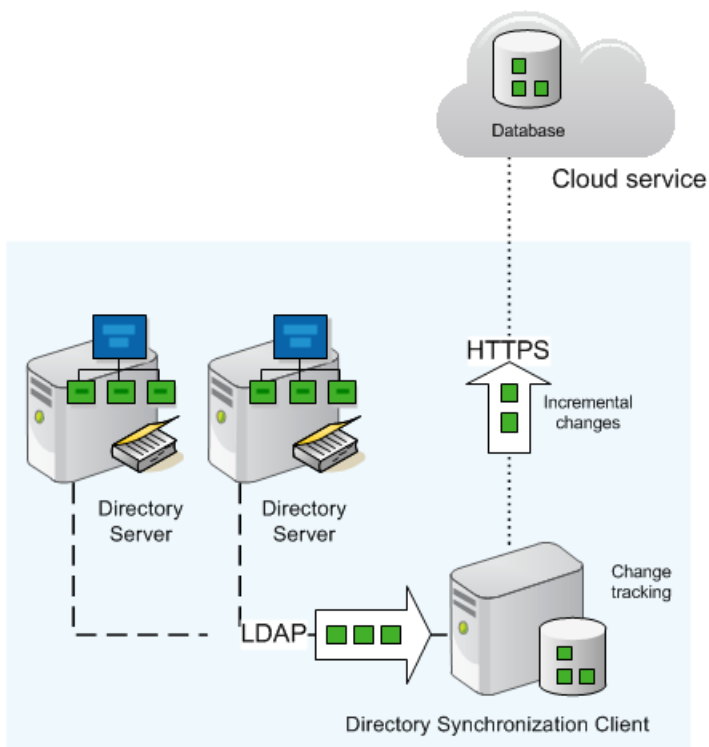 Database
Cloud service
HTTPS
Incremental
changes
Directory
Server
Directory
Server
Change
tracking
LDAP
Directory Synchronization Client